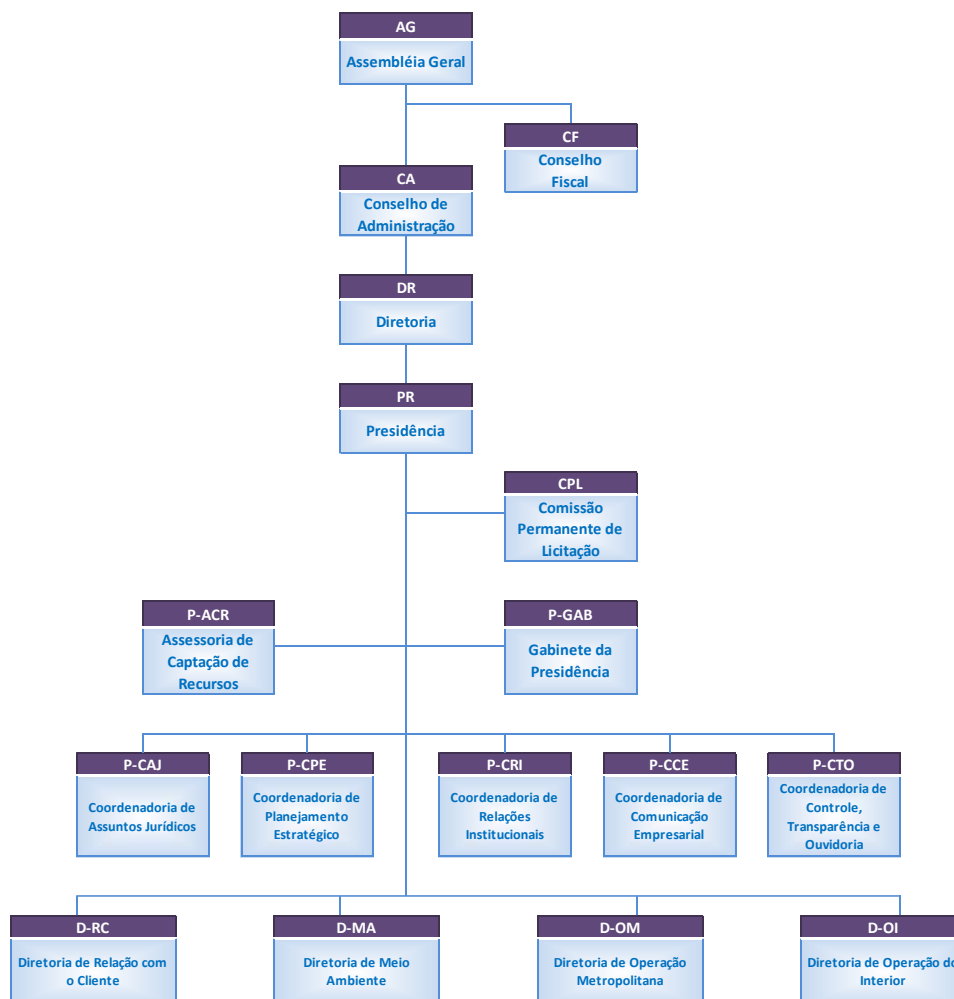 AG
Assembléia Geral
CF
Conselho
Fiscal
CA
Conselho de
Administração
DR
Diretoria
PR
Presidência
CPL
Comissão
Permanente de
Licitação
P-ACR
Assessoria de
Captação de
Recursos
P-GAB
Gabinete da
Presidência
P-CAJ
Coordenadoria de
Assuntos Jurídicos
P-CPE
Coordenadoria de
Planejamento
Estratégico
P-CRI
Coordenadoria de
Relações
Institucionais
P-CCE
Coordenadoria de
Comunicação
Empresarial
P-CTO
Coordenadoria de
Controle,
Transparência e
Ouvidoria
D-RC
Diretoria de Relação com
o Cliente
D-MA
Diretoria de Meio
Ambiente
D-OM
Diretoria de Operação
Metropolitana
D-OI
Diretoria de Operação do
Interior